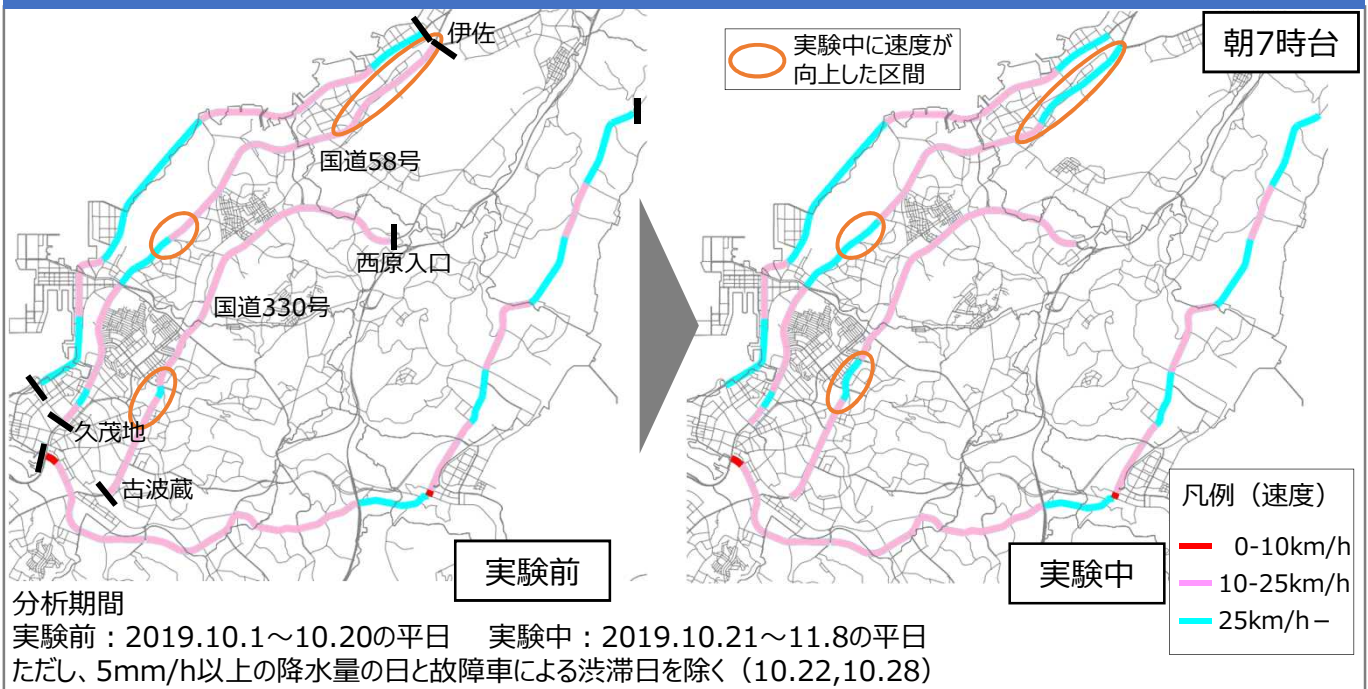 伊佐
実験中に速度が
向上した区間
朝7時台
国道58号
西原入口
国道330号
久茂地
古波蔵
実験前
実験中
凡例（速度）
0-10km/h
10-25km/h
25km/h－
分析期間
実験前：2019.10.1～10.20の平日　実験中：2019.10.21～11.8の平日
ただし、5mm/h以上の降水量の日と故障車による渋滞日を除く（10.22,10.28）